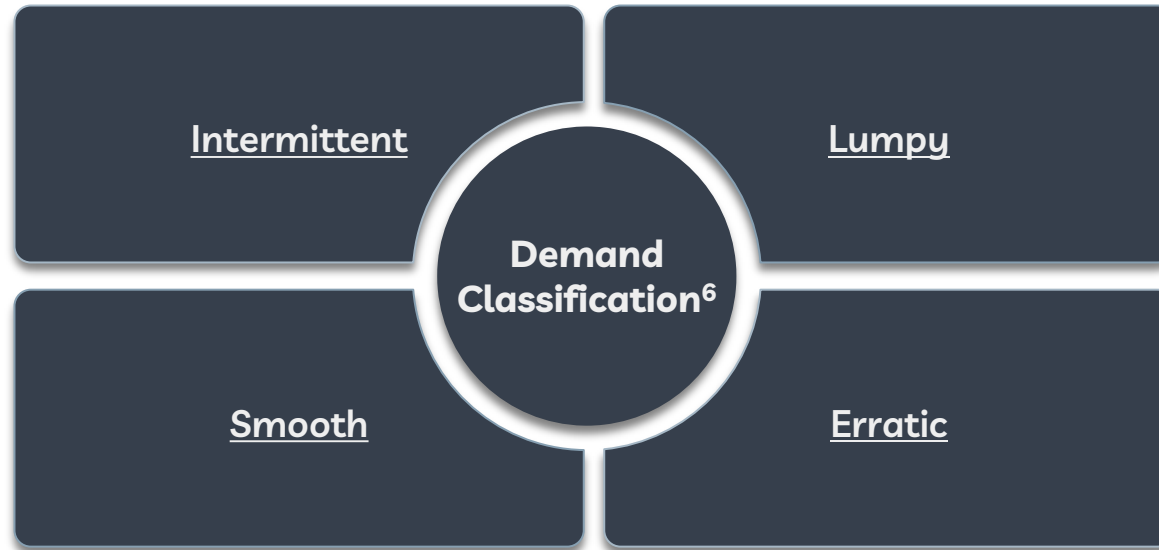 Intermittent
Lumpy
Demand
Classification⁶
Smooth
Erratic